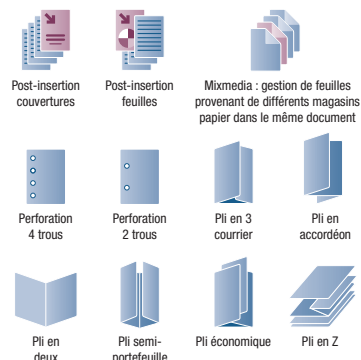 Post-insertion
couvertures
Post-insertion
feuilles
Mixmedia : gestion de feuilles
provenant de différents magasins
papier dans le même document
Perforation
4 trous
Perforation
2 trous
Pli en 3
courrier
Pli en
accordéon
Pli en
deux
Pli semi-
portefeuille
Pli économique
Pli en Z